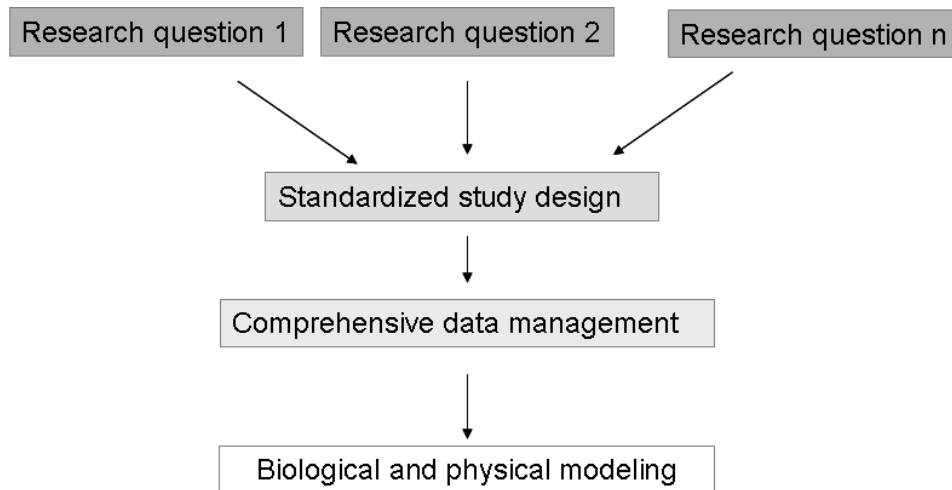 Research question 1
Research question 2
Research question n
Standardized study design
Comprehensive data management
Biological and physical modeling